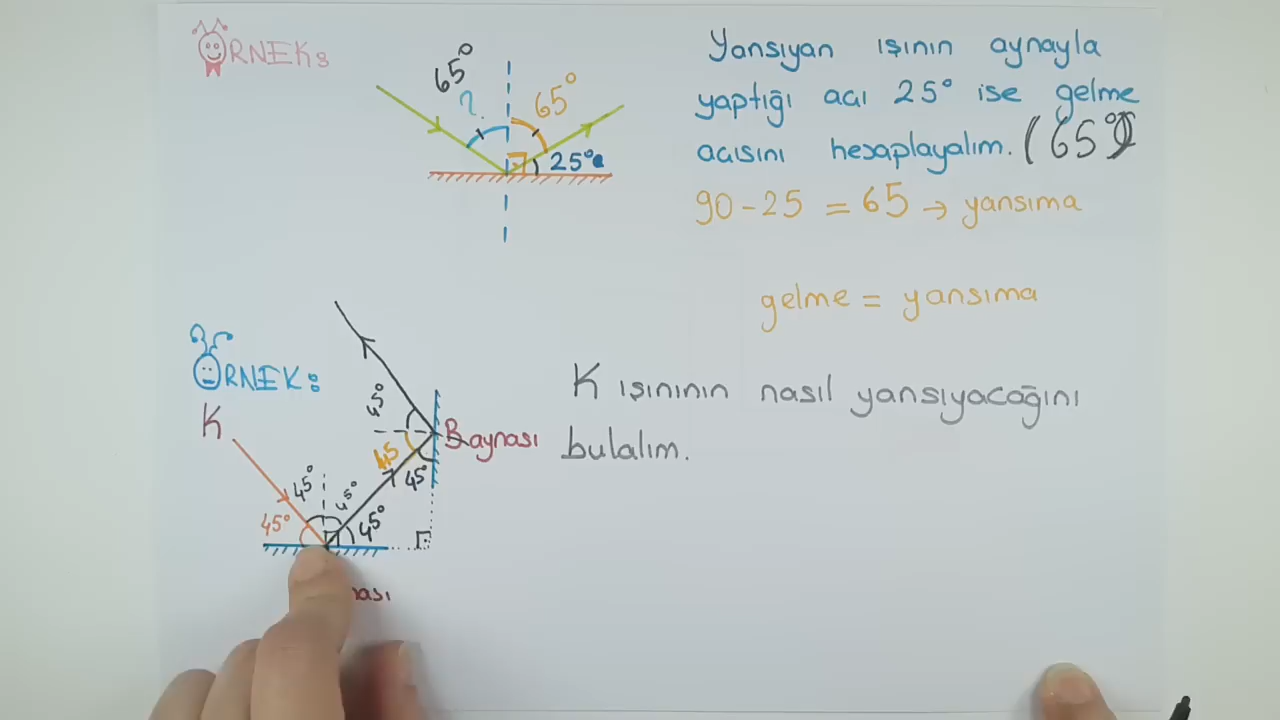 ÖRNEK:
65°
?
65°
25°
Yansıyan ışının aynayla
yaptığı açı 25° ise gelme
açısını hesaplayalım. (65°)
90 - 25 = 65 → yansıma
gelme = yansıma
ÖRNEK:
K ışınının nasıl yansıyacağını
bulalım.
K
45°
B aynası
45
45°
45°
45°
45°
45°